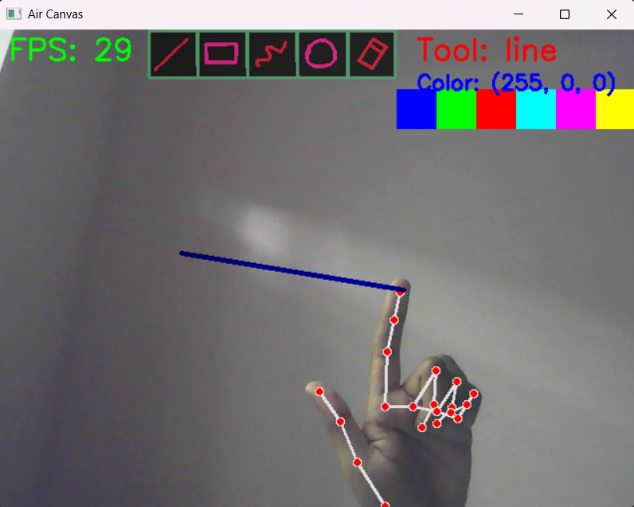 Air Canvas
FPS: 29
Tool: line
Color: (255, 0, 0)